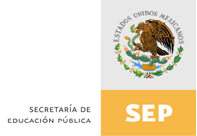 ESTADOS UNIDOS MEXICANOS
SECRETARÍA DE
EDUCACIÓN PÚBLICA
SEP